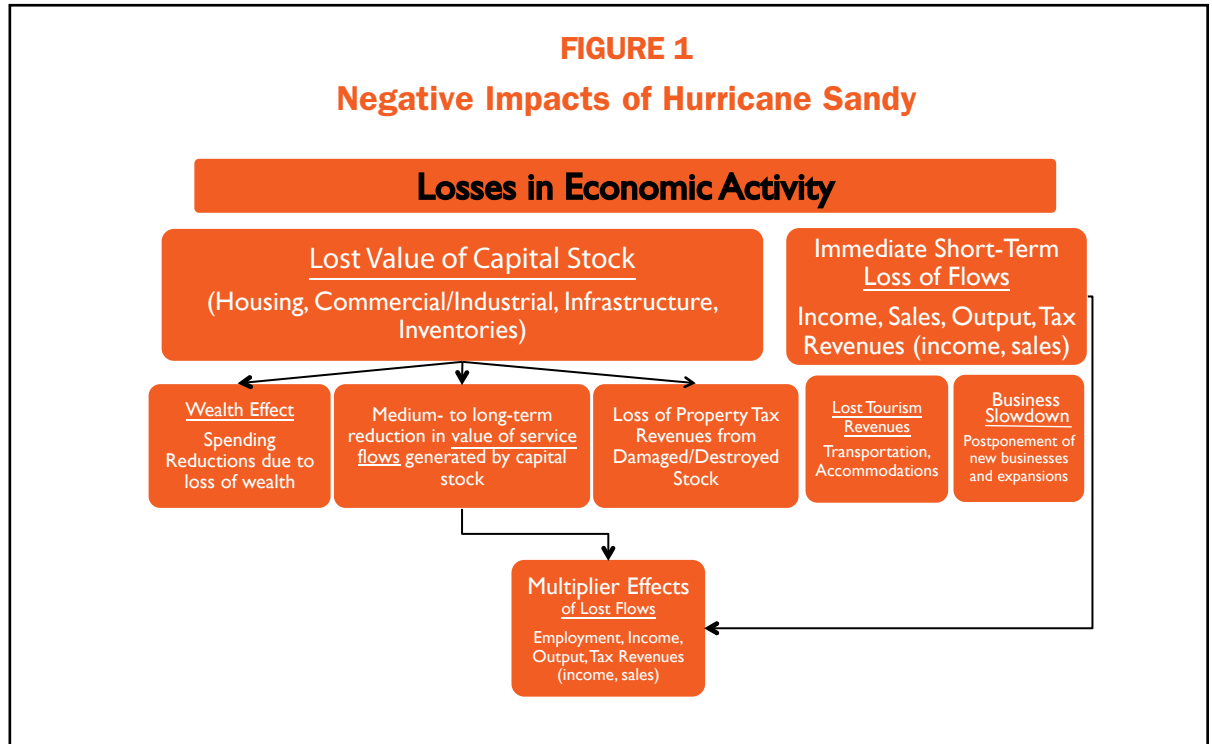 FIGURE 1
Negative Impacts of Hurricane Sandy
Losses in Economic Activity
Lost Value of Capital Stock
(Housing, Commercial/Industrial, Infrastructure,
Inventories)
Immediate Short-Term
Loss of Flows
Income, Sales, Output, Tax
Revenues (income, sales)
Wealth Effect
Spending
Reductions due to
loss of wealth
Medium- to long-term
reduction in value of service
flows generated by capital
stock
Loss of Property Tax
Revenues from
Damaged/Destroyed
Stock
Lost Tourism
Revenues
Transportation,
Accommodations
Business
Slowdown
Postponement of
new businesses
and expansions
Multiplier Effects
of Lost Flows
Employment, Income,
Output, Tax Revenues
(income, sales)